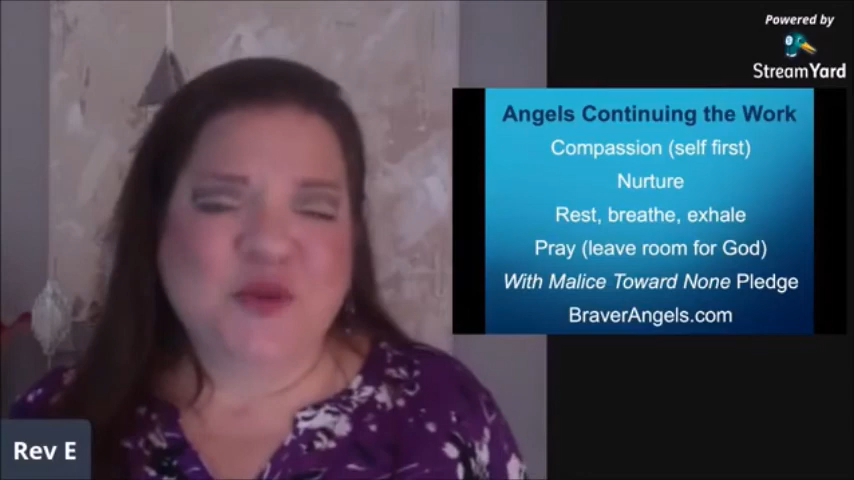 Powered by
StreamYard
Angels Continuing the Work
Compassion (self first)
Nurture
Rest, breathe, exhale
Pray (leave room for God)
With Malice Toward None Pledge
BraverAngels.com
Rev E